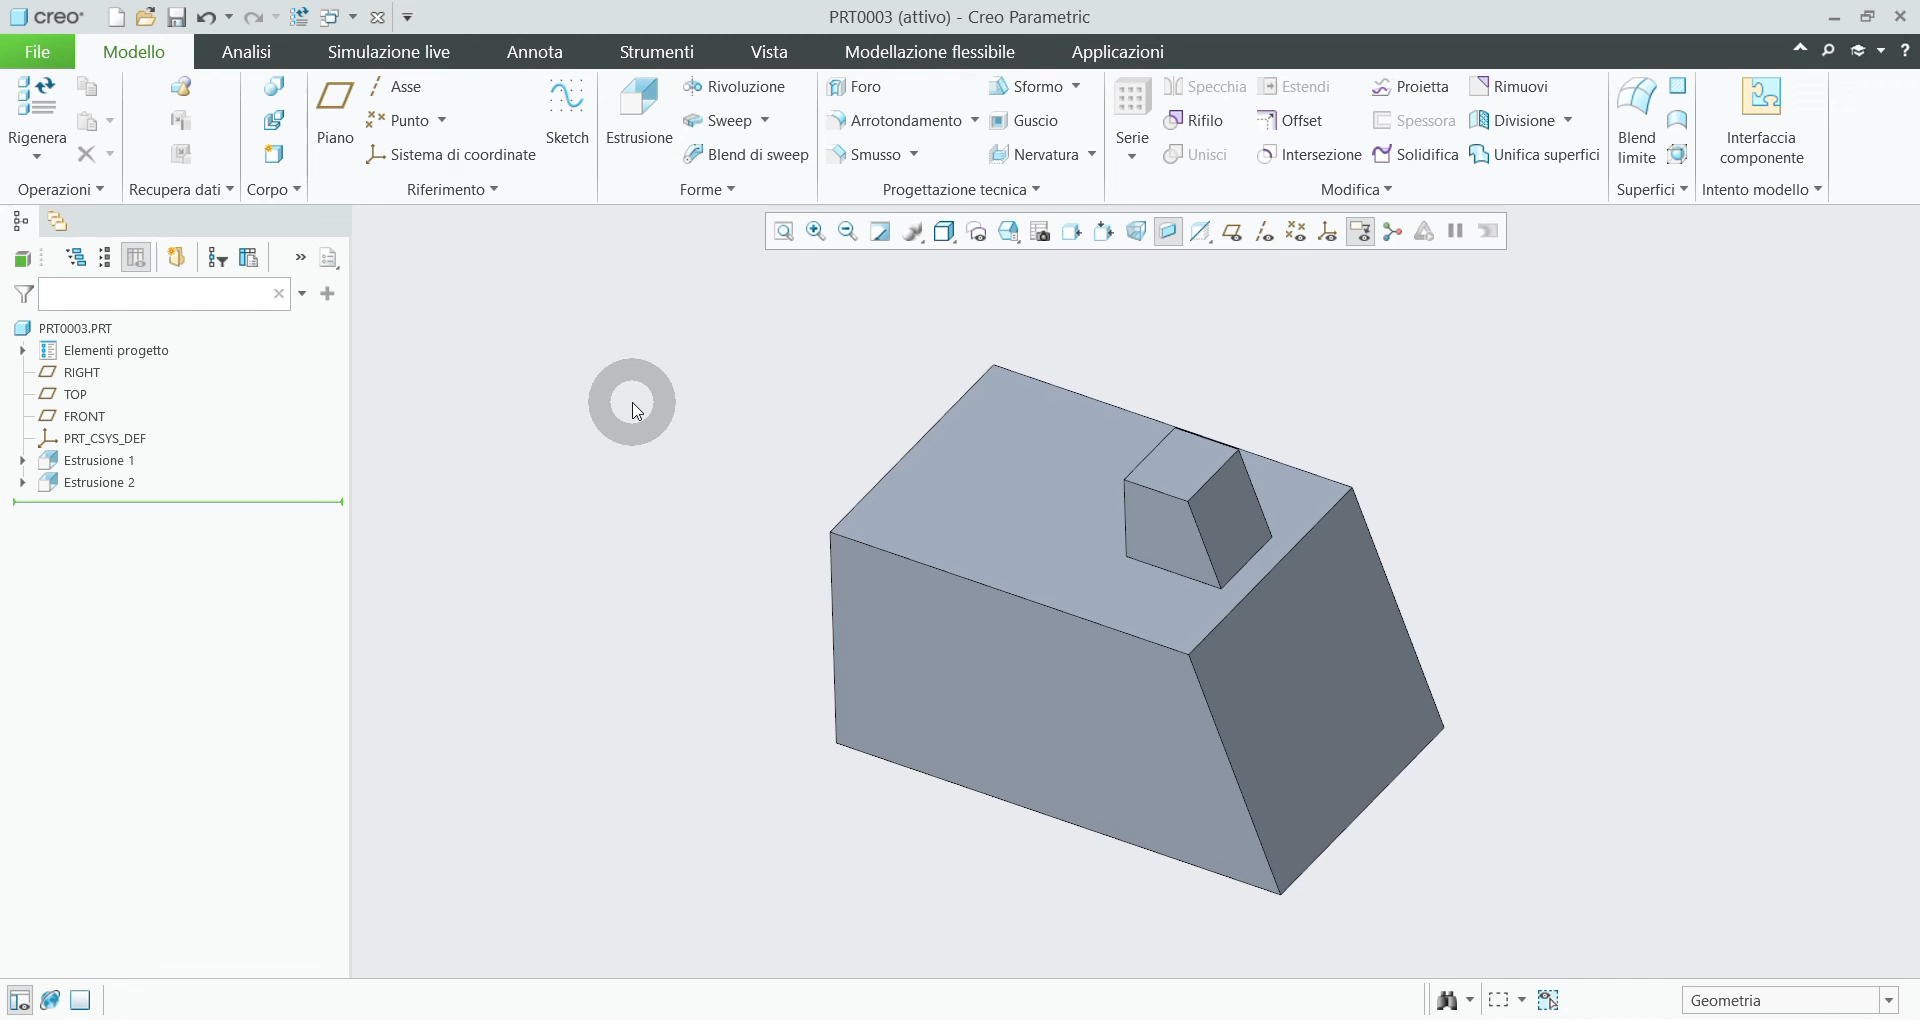 creo
PRT0003 (attivo) - Creo Parametric
File Modello Analisi Simulazione live Annota Strumenti Vista Modellazione flessibile Applicazioni
Asse Rivoluzione Foro Sformo Specchia Estendi Proietta Rimuovi
Punto Sweep Arrotondamento Guscio Rifilo Offset Spessora Divisione
Rigenera Piano Sketch Estrusione Serie Blend limite Interfaccia componente
Sistema di coordinate Blend di sweep Smusso Nervatura Unisci Intersezione Solidifica Unifica superfici
Operazioni Recupera dati Corpo Riferimento Forme Progettazione tecnica Modifica Superfici Intento modello
PRT0003.PRT
Elementi progetto
RIGHT
TOP
FRONT
PRT_CSYS_DEF
Estrusione 1
Estrusione 2
Geometria